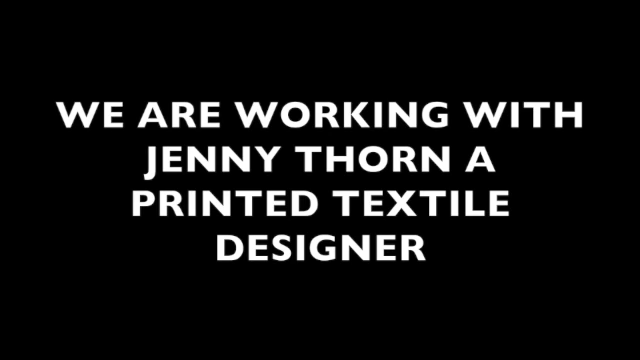 WE ARE WORKING WITH
JENNY THORN A
PRINTED TEXTILE
DESIGNER